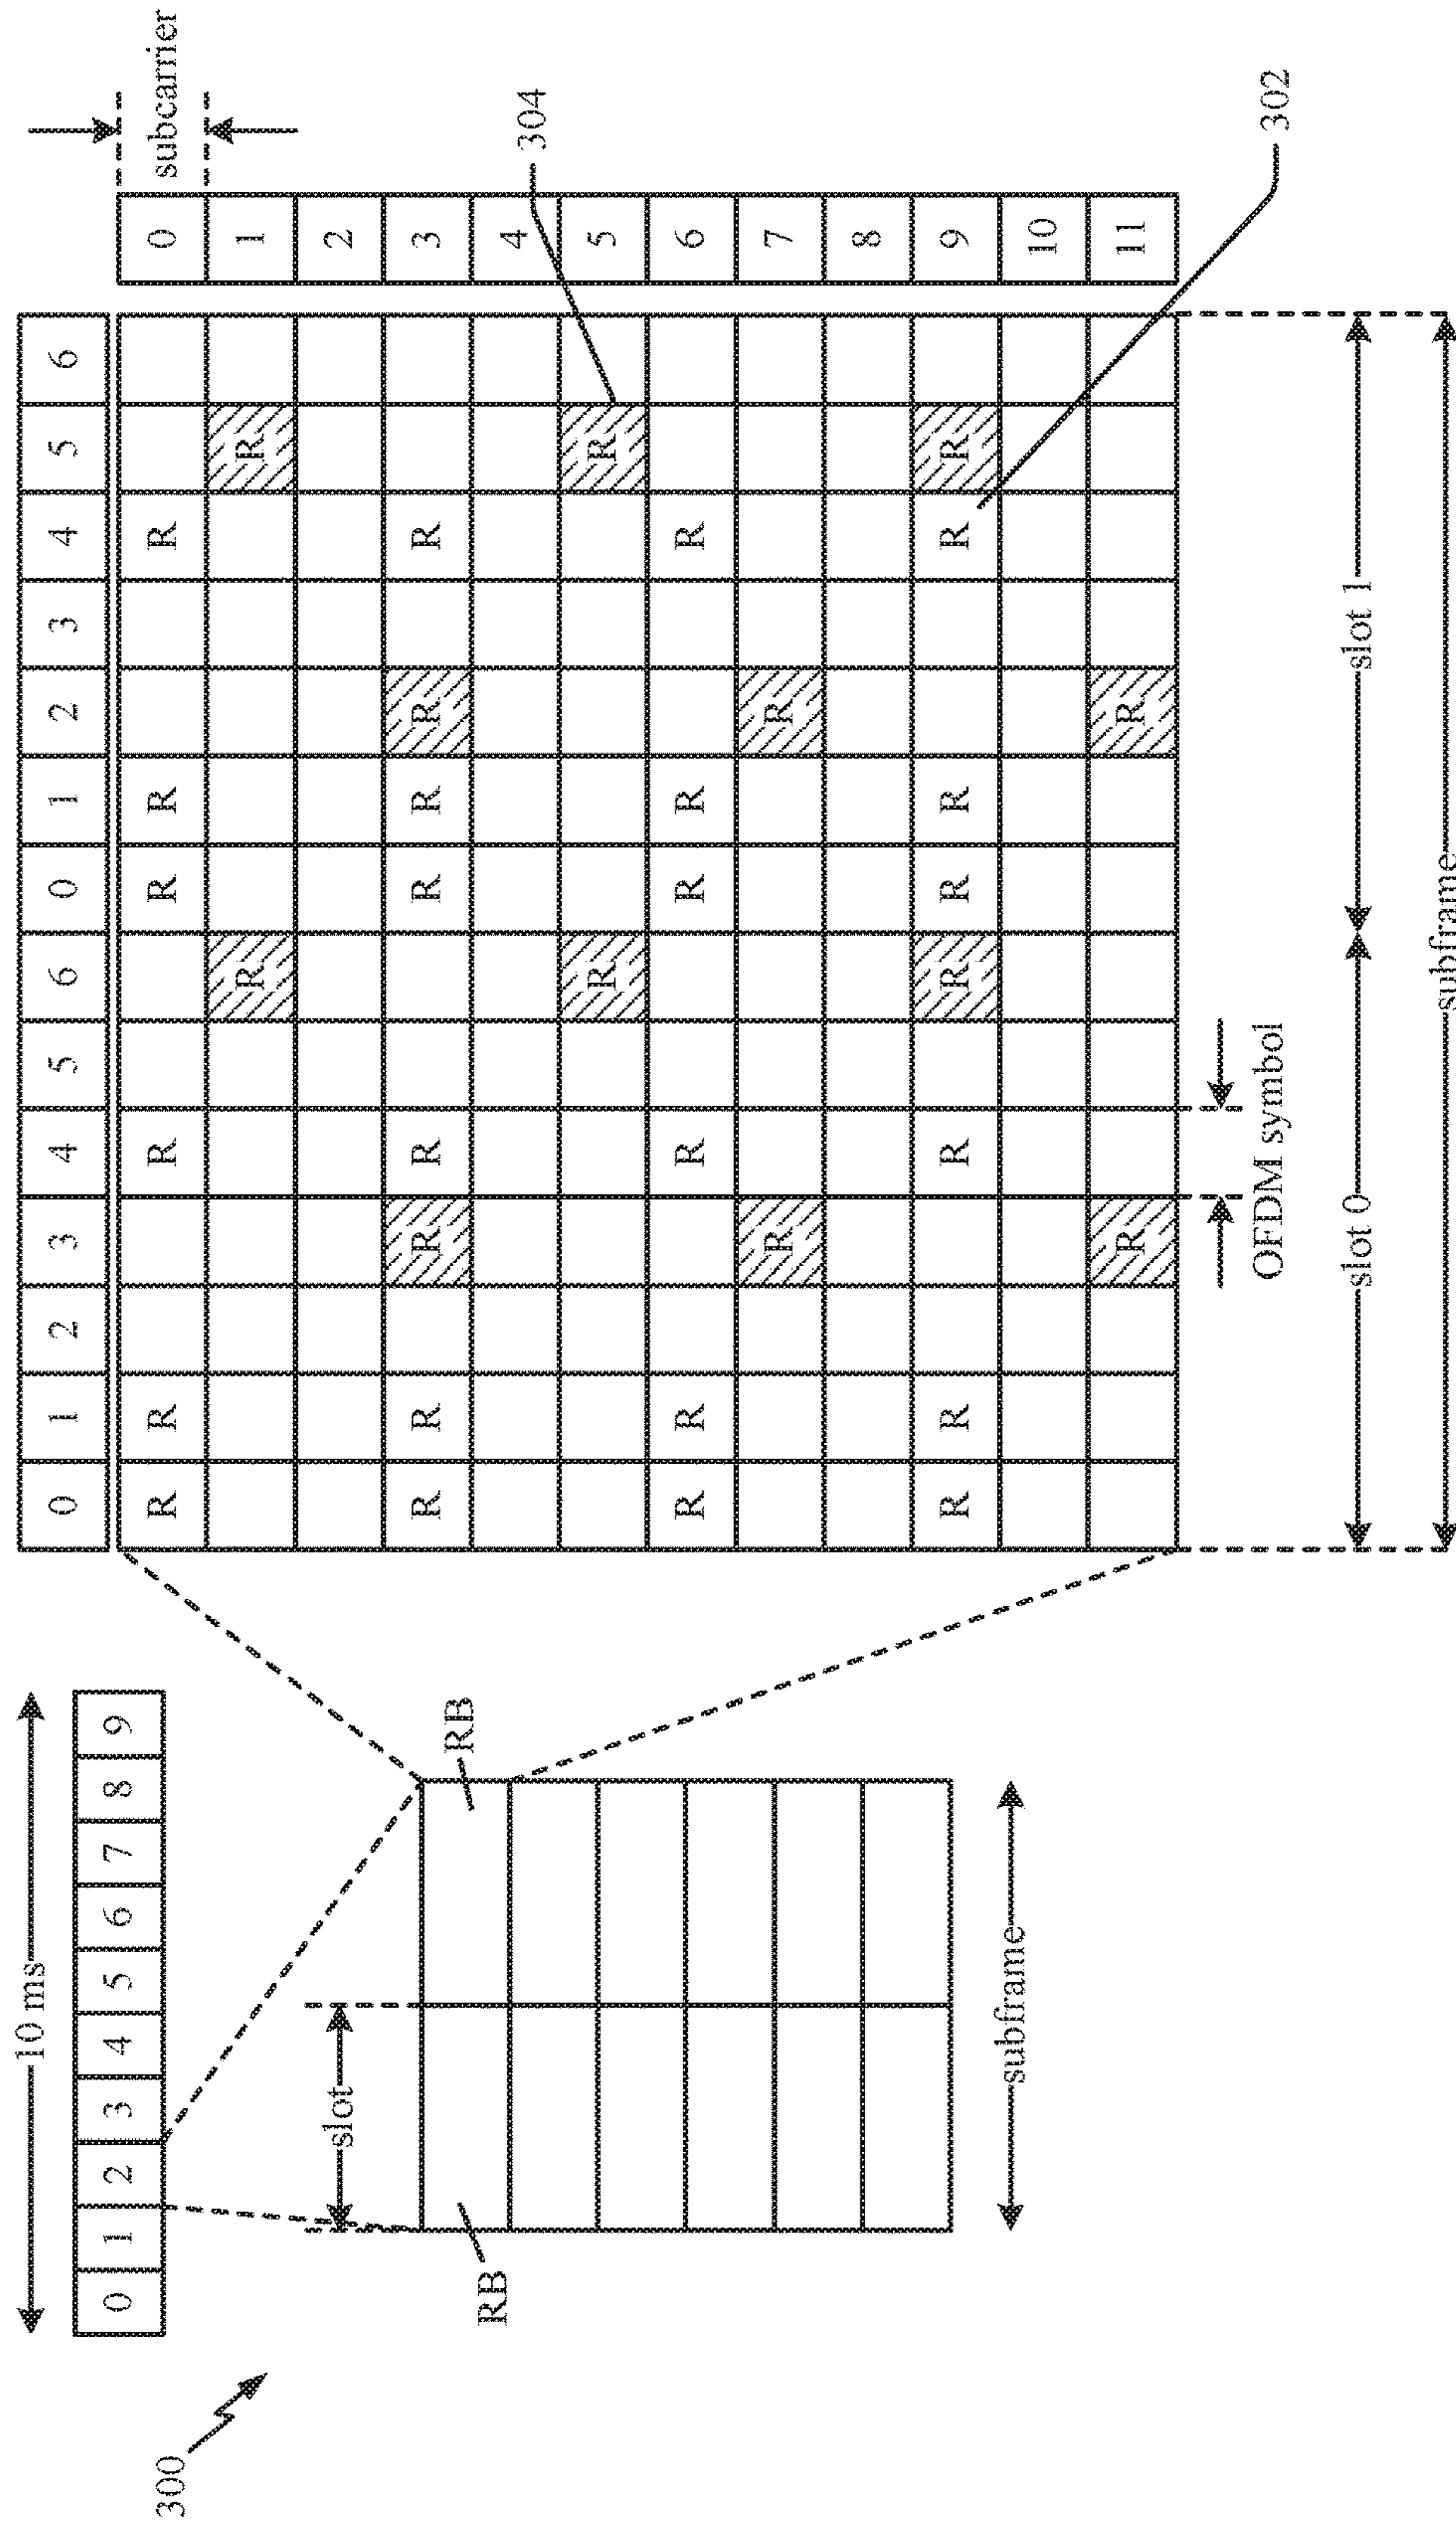 300
10 ms
0 1 2 3 4 5 6 7 8 9
slot
RB
RB
subframe
0 1 2 3 4 5 6 0 1 2 3 4 5 6
R R R R R R 0
subcarrier
R R 1
2
R R R R R R R R 3
4
R R 5
304
R R R R R R 6
R R 7
8
R R R R R R R R 9
10
R R 11
302
OFDM symbol
slot 0
slot 1
subframe